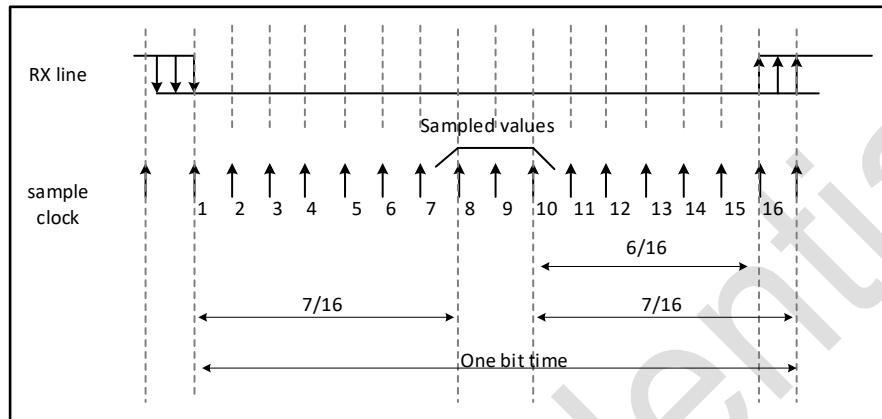 RX line
Sampled values
sample
clock
1 2 3 4 5 6 7 8 9 10 11 12 13 14 15 16
6/16
7/16 7/16
One bit time